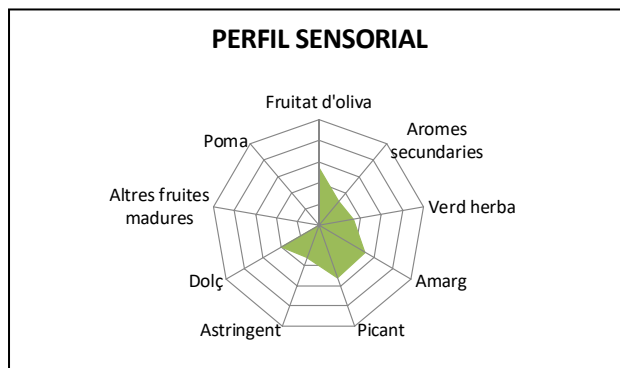 PERFIL SENSORIAL
Fruitat d'oliva
Aromes
secundaries
Verd herba
Amarg
Picant
Astringent
Dolç
Altres fruites
madures
Poma